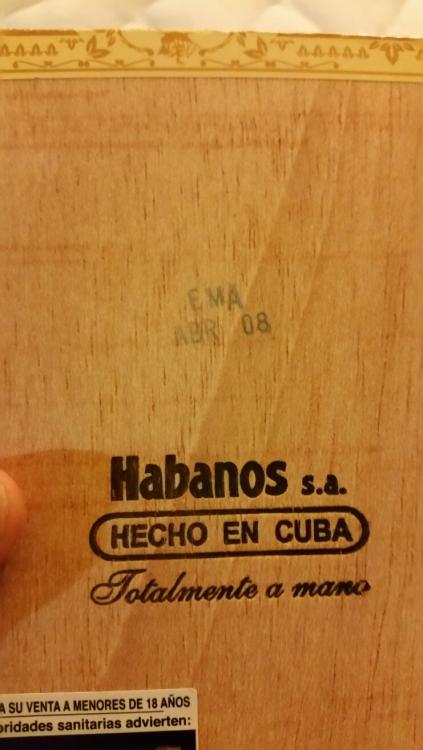 EMA
ABR 08
Habanos s.a.
HECHO EN CUBA
Totalmente a mano
A SU VENTA A MENORES DE 18 AÑOS
oridades sanitarias advierten: